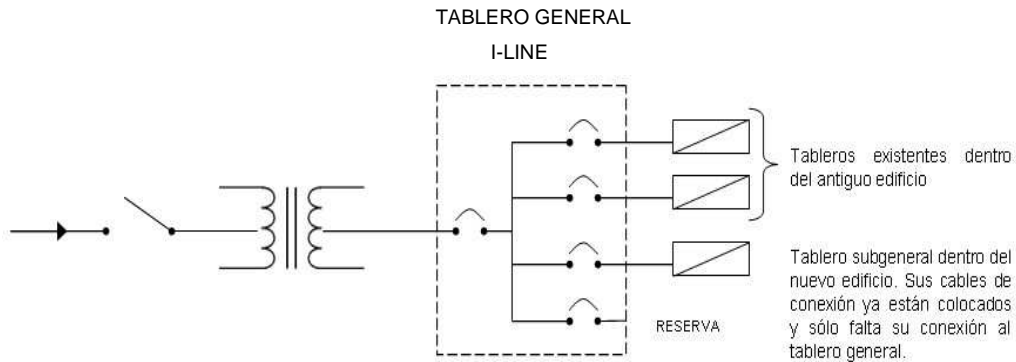 TABLERO GENERAL
I-LINE
Tableros existentes dentro
del antiguo edificio
Tablero subgeneral dentro del
nuevo edificio. Sus cables de
conexión ya están colocados
y sólo falta su conexión al
tablero general.
RESERVA